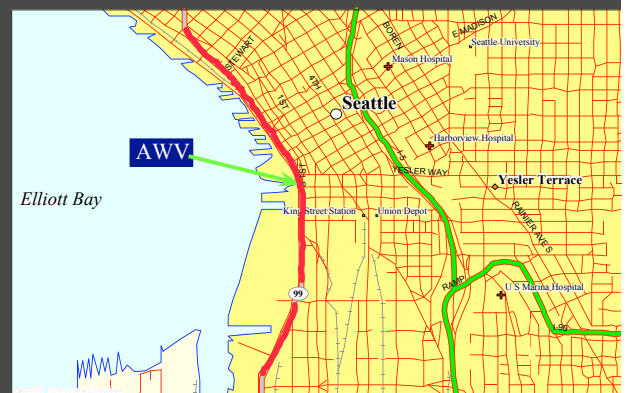 E MADISON
BOREN
Seattle University
STEWART
Mason Hospital
4TH
1ST
Seattle
AWV
Harborview Hospital
I-5
YESLER WAY
Yesler Terrace
Elliott Bay
King Street Station
Union Depot
RAINIER AVE S
RAMP
U S Marina Hospital
99
I-90